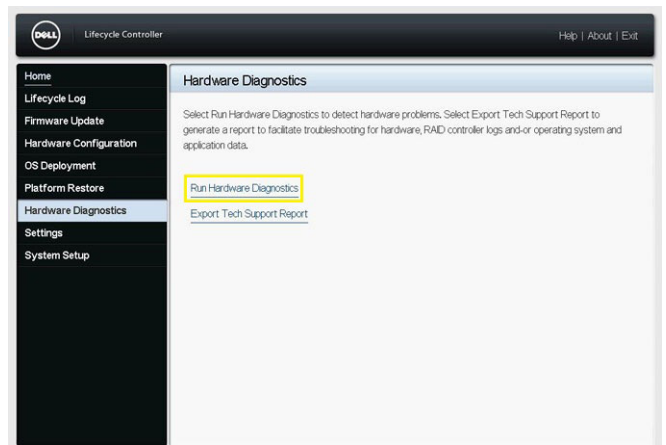 DELL
Lifecycle Controller
Help | About | Exit
Home
Lifecycle Log
Firmware Update
Hardware Configuration
OS Deployment
Platform Restore
Hardware Diagnostics
Settings
System Setup
Hardware Diagnostics
Select Run Hardware Diagnostics to detect hardware problems. Select Export Tech Support Report to
generate a report to facilitate troubleshooting for hardware, RAID controller logs and-or operating system and
application data.
Run Hardware Diagnostics
Export Tech Support Report